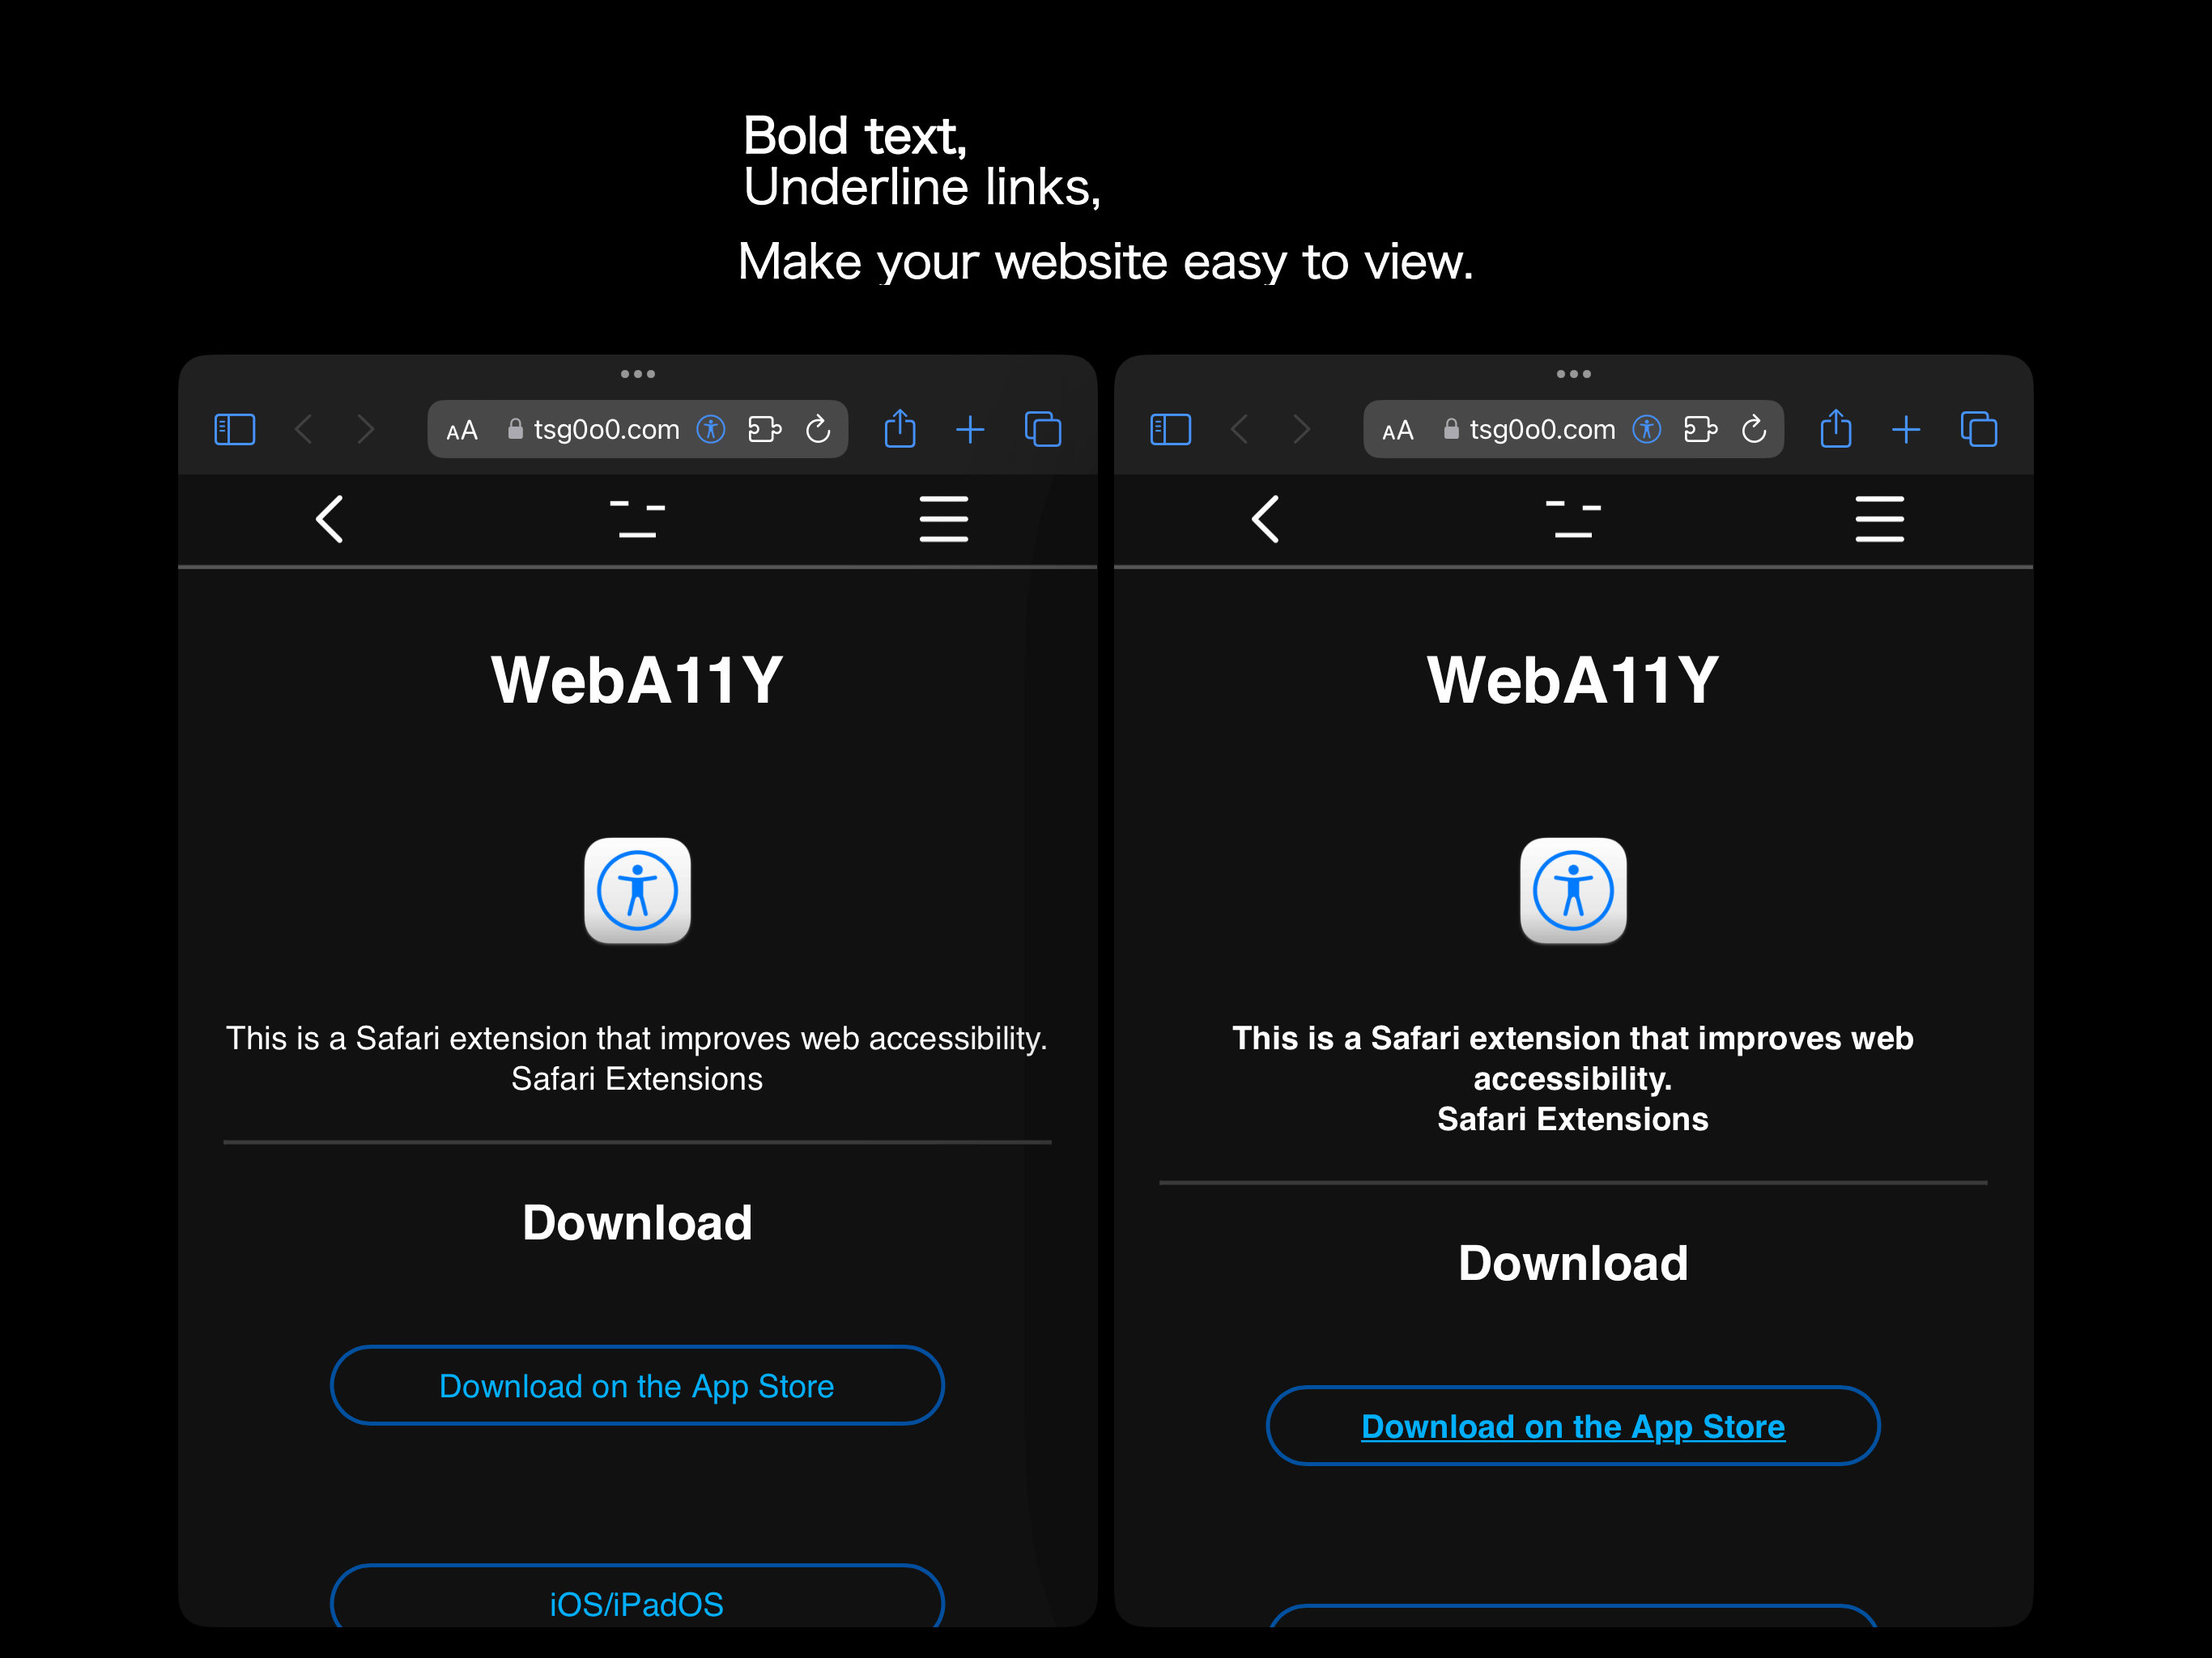 Bold text,
Underline links,
Make your website easy to view.
AA tsg0o0.com
WebA11Y
This is a Safari extension that improves web accessibility.
Safari Extensions
Download
Download on the App Store
iOS/iPadOS
AA tsg0o0.com
WebA11Y
This is a Safari extension that improves web
accessibility.
Safari Extensions
Download
Download on the App Store